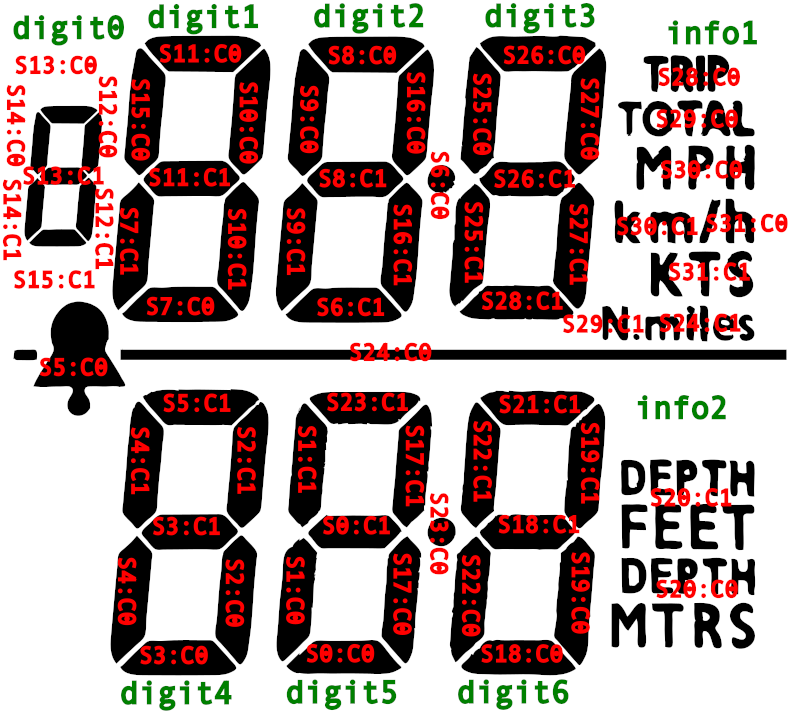 digit0 digit1 digit2 digit3 info1
S13:C0 S14:C0 S12:C0 S13:C1 S14:C1 S12:C1 S15:C1
S11:C0 S15:C0 S10:C0 S11:C1 S7:C1 S10:C1 S7:C0
S8:C0 S9:C0 S16:C0 S8:C1 S9:C1 S16:C1 S6:C1
S6:C0
S26:C0 S25:C0 S27:C0 S26:C1 S25:C1 S27:C1 S28:C1
TRIP S28:C0
TOTAL S29:C0
MPH S30:C0
km/h S30:C1 S31:C0
KTS S31:C1
N.miles S29:C1 S24:C1
S5:C0 S24:C0
S5:C1 S4:C1 S2:C1 S3:C1 S4:C0 S2:C0 S3:C0
S23:C1 S1:C1 S17:C1 S0:C1 S1:C0 S17:C0 S0:C0
S23:C0
S21:C1 S22:C1 S19:C1 S18:C1 S22:C0 S19:C0 S18:C0
info2
DEPTH
S20:C1
FEET
DEPTH
S20:C0
MTRS
digit4 digit5 digit6